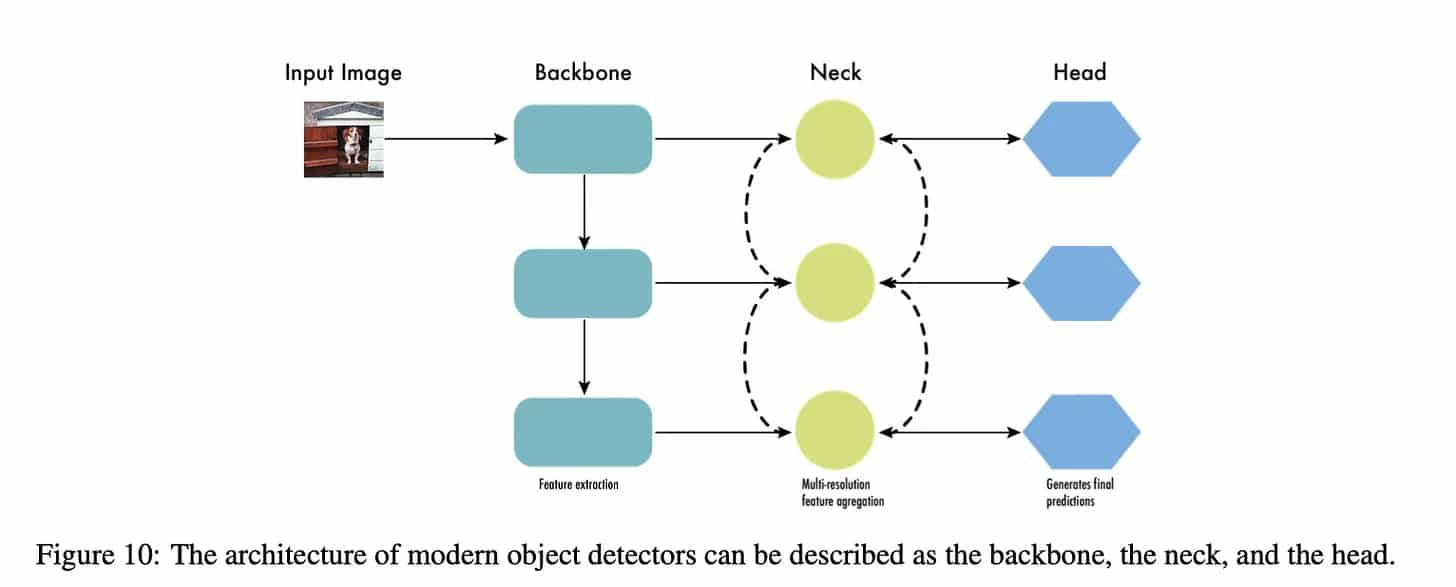 Input Image
Backbone
Neck
Head
Feature extraction
Multi-resolution
feature agregation
Generates final
predictions
Figure 10: The architecture of modern object detectors can be described as the backbone, the neck, and the head.